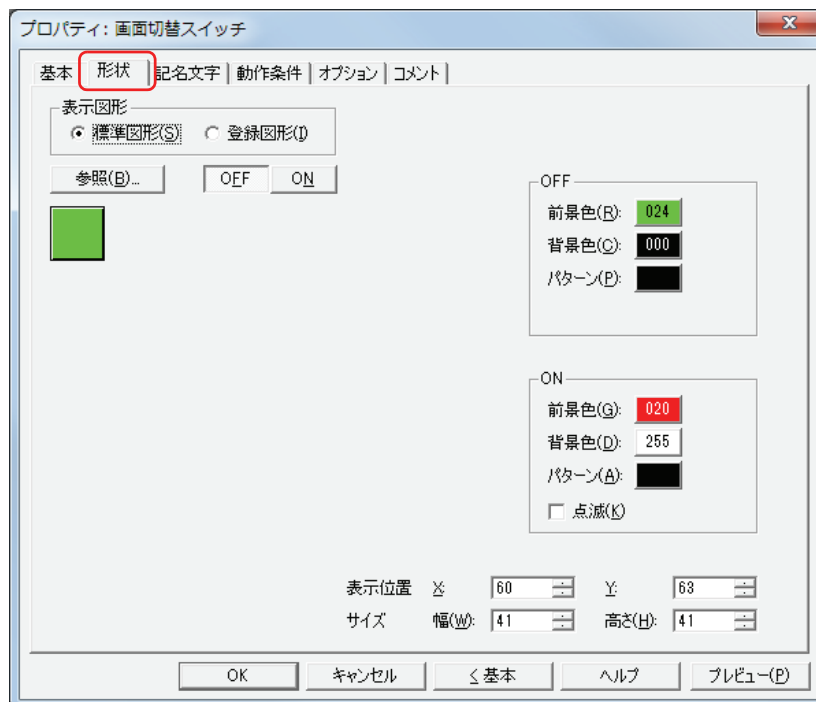 プロパティ: 画面切替スイッチ
基本 形状 記名文字 動作条件 オプション コメント
表示図形
標準図形(S) 登録図形(I)
参照(B)... OFF ON
OFF
前景色(R): 024
背景色(C): 000
パターン(P):
ON
前景色(G): 020
背景色(D): 255
パターン(A):
点滅(K)
表示位置 X: 60 Y: 63
サイズ 幅(W): 41 高さ(H): 41
OK キャンセル < 基本 ヘルプ プレビュー(P)